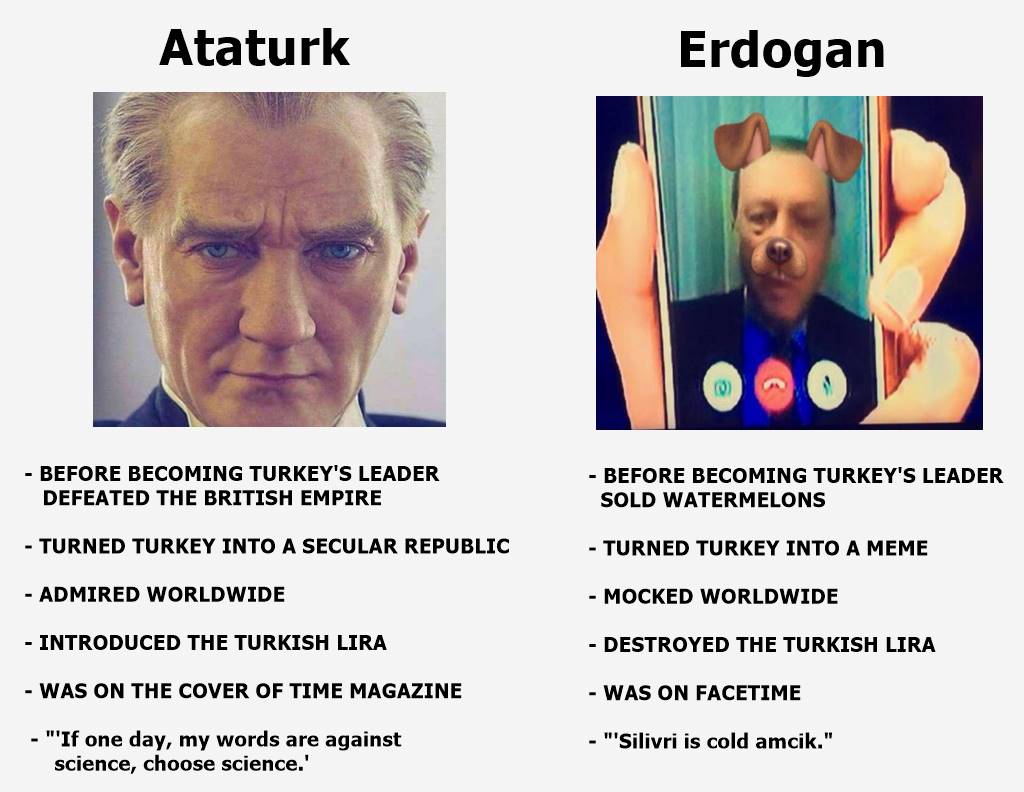 Ataturk
Erdogan
- BEFORE BECOMING TURKEY'S LEADER
DEFEATED THE BRITISH EMPIRE
- TURNED TURKEY INTO A SECULAR REPUBLIC
- ADMIRED WORLDWIDE
- INTRODUCED THE TURKISH LIRA
- WAS ON THE COVER OF TIME MAGAZINE
- "'If one day, my words are against
science, choose science.'
- BEFORE BECOMING TURKEY'S LEADER
SOLD WATERMELONS
- TURNED TURKEY INTO A MEME
- MOCKED WORLDWIDE
- DESTROYED THE TURKISH LIRA
- WAS ON FACETIME
- "'Silivri is cold amcik."